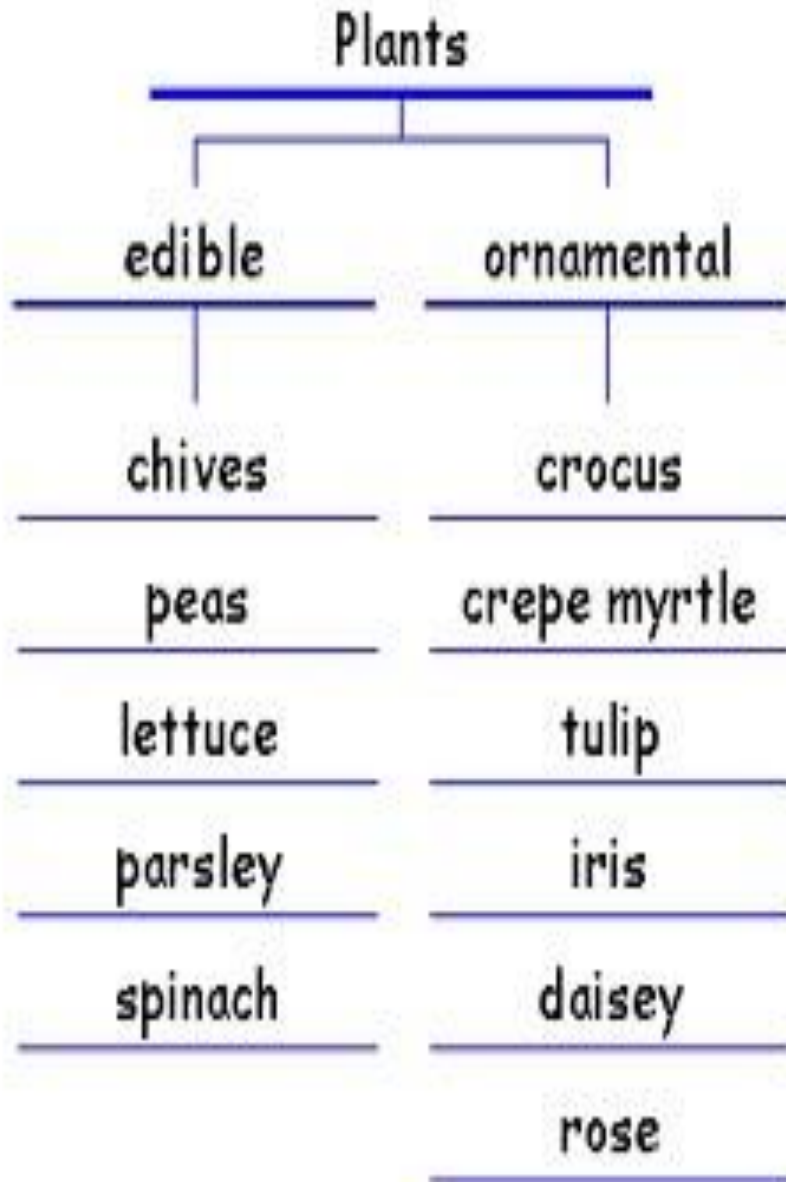 Plants
edible ornamental
chives crocus
peas crepe myrtle
lettuce tulip
parsley iris
spinach daisey
rose